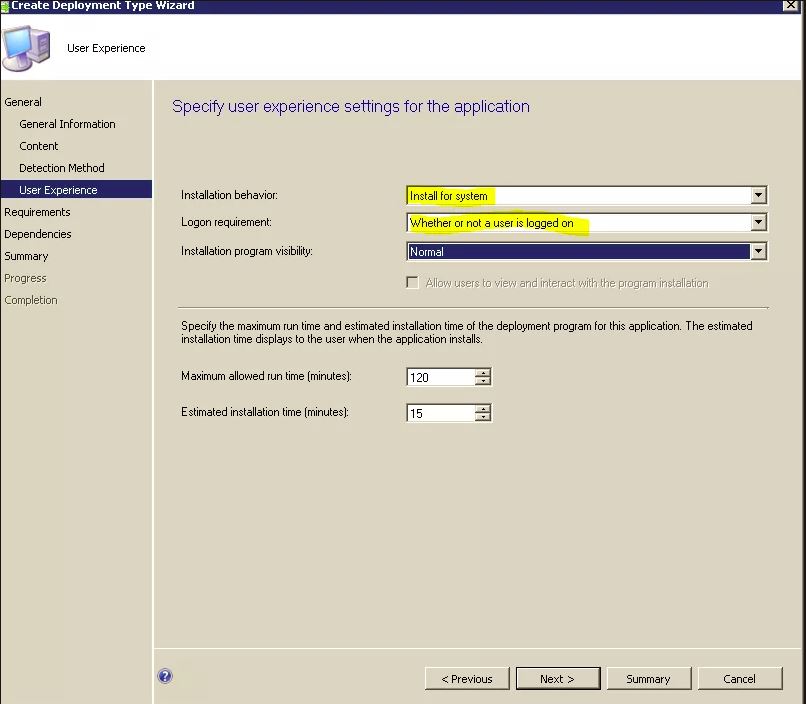 Create Deployment Type Wizard
User Experience
General
General Information
Content
Detection Method
User Experience
Requirements
Dependencies
Summary
Progress
Completion
Specify user experience settings for the application
Installation behavior:
Install for system
Logon requirement:
Whether or not a user is logged on
Installation program visibility:
Normal
Allow users to view and interact with the program installation
Specify the maximum run time and estimated installation time of the deployment program for this application. The estimated
installation time displays to the user when the application installs.
Maximum allowed run time (minutes):
120
Estimated installation time (minutes):
15
?
< Previous
Next >
Summary
Cancel